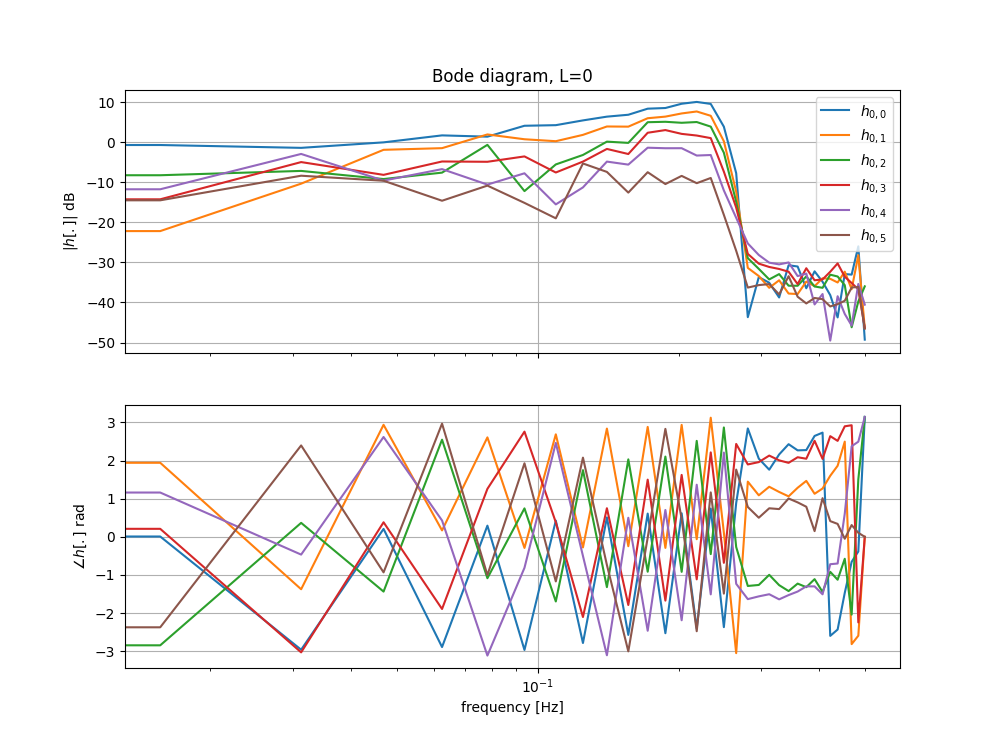 Bode diagram, L=0
|h[.]| dB
10
0
−10
−20
−30
−40
−50
h0,0
h0,1
h0,2
h0,3
h0,4
h0,5
∠h[.] rad
3
2
1
0
−1
−2
−3
10−1
frequency [Hz]